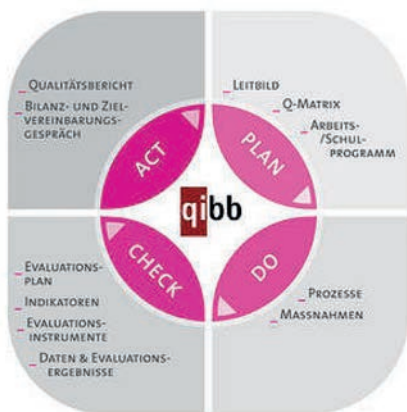 QUALITÄTSBERICHT
BILANZ- UND ZIEL-
VEREINBARUNGS-
GESPRÄCH
ACT
LEITBILD
Q-MATRIX
ARBEITS-
/SCHUL-
PROGRAMM
PLAN
qibb
EVALUATIONS-
PLAN
INDIKATOREN
EVALUATIONS-
INSTRUMENTE
DATEN & EVALUATIONS-
ERGEBNISSE
CHECK
DO
PROZESSE
MASSNAHMEN